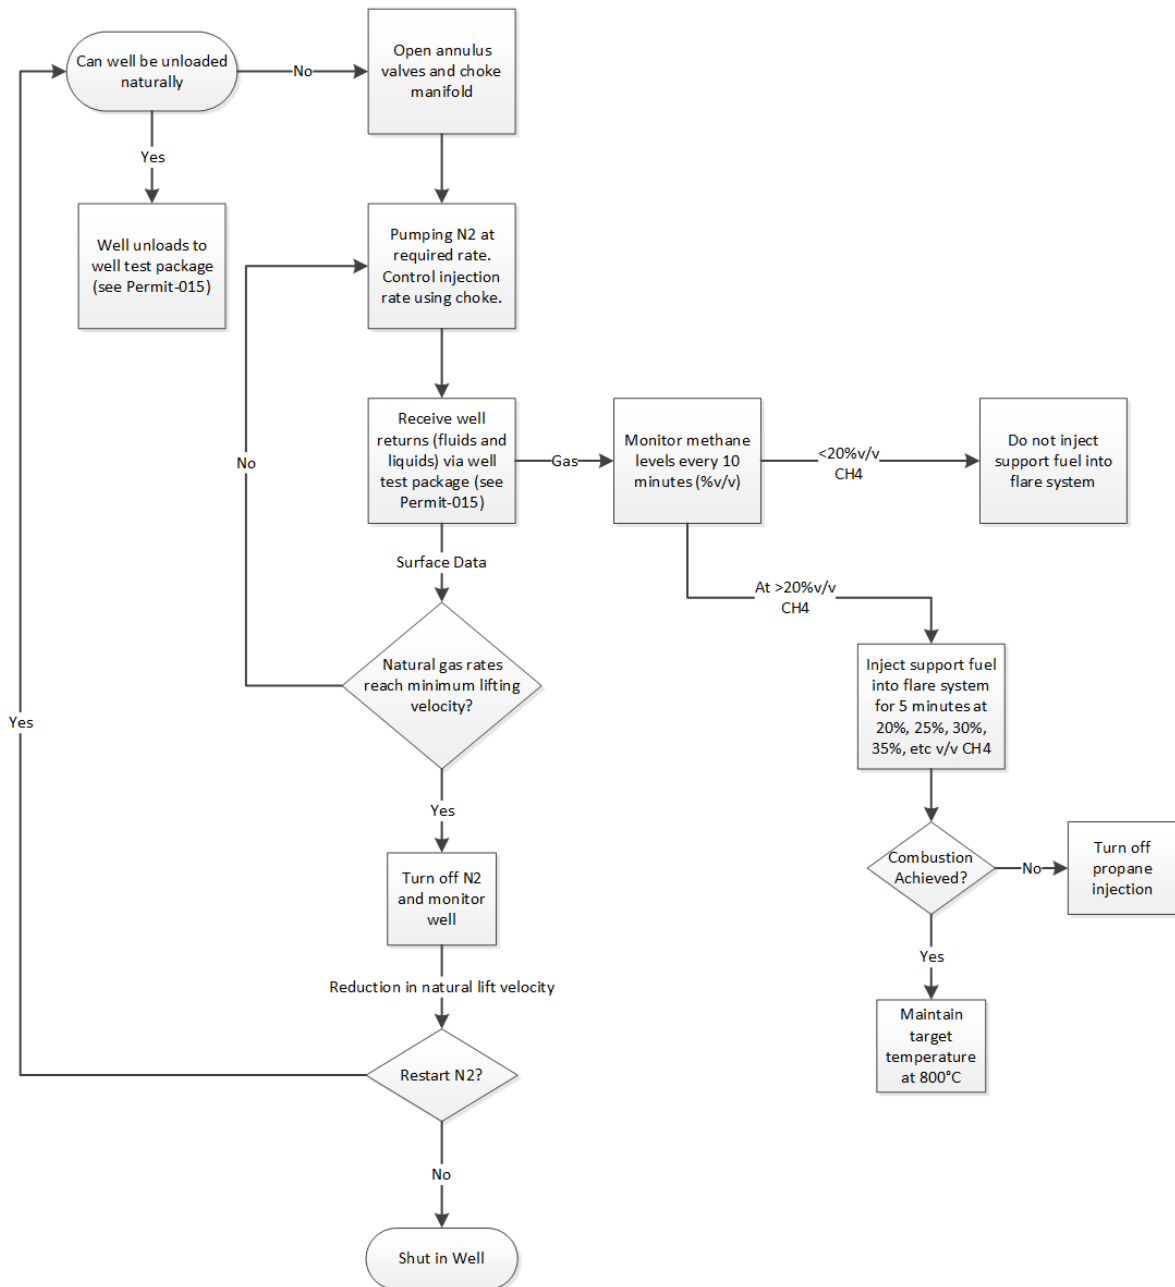 Can well be unloaded
naturally
No
Open annulus
valves and choke
manifold
Yes
Well unloads to
well test package
(see Permit-015)
Pumping N2 at
required rate.
Control injection
rate using choke.
Receive well
returns (fluids and
liquids) via well
test package (see
Permit-015)
Gas
Monitor methane
levels every 10
minutes (%v/v)
<20%v/v
CH4
Do not inject
support fuel into
flare system
No
Surface Data
At >20%v/v
CH4
Natural gas rates
reach minimum lifting
velocity?
Inject support fuel
into flare system
for 5 minutes at
20%, 25%, 30%,
35%, etc v/v CH4
Yes
Yes
Combustion
Achieved?
No
Turn off
propane
injection
Turn off N2
and monitor
well
Yes
Reduction in natural lift velocity
Maintain
target
temperature
at 800°C
Restart N2?
No
Shut in Well